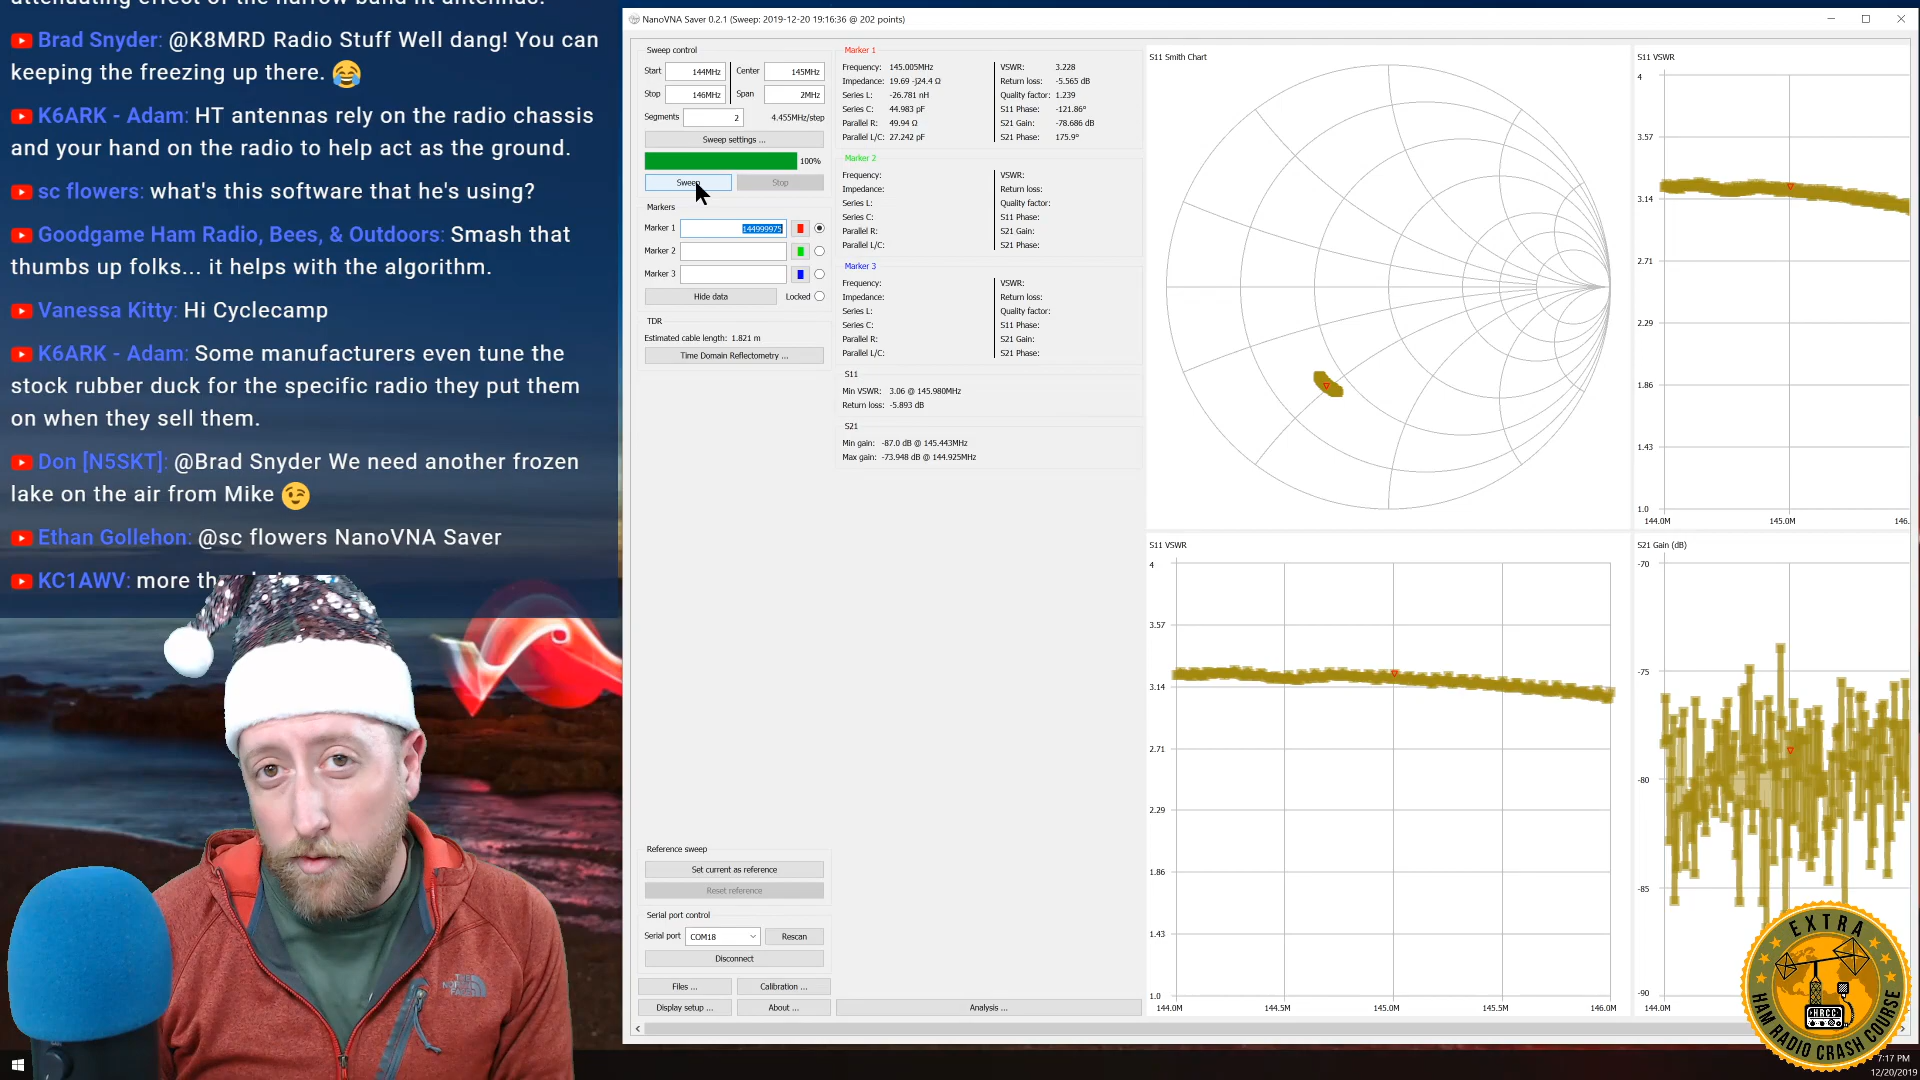 attenuating effect of the narrow band ht antennas.
Brad Snyder: @K8MRD Radio Stuff Well dang! You can
keeping the freezing up there. 😂
K6ARK - Adam: HT antennas rely on the radio chassis
and your hand on the radio to help act as the ground.
sc flowers: what's this software that he's using?
Goodgame Ham Radio, Bees, & Outdoors: Smash that
thumbs up folks... it helps with the algorithm.
Vanessa Kitty: Hi Cyclecamp
K6ARK - Adam: Some manufacturers even tune the
stock rubber duck for the specific radio they put them
on when they sell them.
Don [N5SKT]: @Brad Snyder We need another frozen
lake on the air from Mike 😉
Ethan Gollehon: @sc flowers NanoVNA Saver
KC1AWV: more
NanoVNA Saver 0.2.1 (Sweep: 2019-12-20 19:16:36 @ 202 points)
Sweep control
Start 144MHz Center 145MHz
Stop 146MHz Span 2MHz
Segments 2 4.455MHz/step
Sweep settings ...
100%
Sweep Stop
Markers
Marker 1 144999975
Marker 2
Marker 3
Hide data Locked
TDR
Estimated cable length: 1.821 m
Time Domain Reflectometry ...
Reference sweep
Set current as reference
Reset reference
Serial port control
Serial port COM18 Rescan
Disconnect
Files ... Calibration ...
Display setup ... About ...
Marker 1
Frequency: 145.005MHz VSWR: 3.228
Impedance: 19.69 -j24.4 Ω Return loss: -5.565 dB
Series L: -26.781 nH Quality factor: 1.239
Series C: 44.983 pF S11 Phase: -121.86°
Parallel R: 49.94 Ω S21 Gain: -78.686 dB
Parallel L/C: 27.242 pF S21 Phase: 175.9°
Marker 2
Frequency: VSWR:
Impedance: Return loss:
Series L: Quality factor:
Series C: S11 Phase:
Parallel R: S21 Gain:
Parallel L/C: S21 Phase:
Marker 3
Frequency: VSWR:
Impedance: Return loss:
Series L: Quality factor:
Series C: S11 Phase:
Parallel R: S21 Gain:
Parallel L/C: S21 Phase:
S11
Min VSWR: 3.06 @ 145.980MHz
Return loss: -5.893 dB
S21
Min gain: -87.0 dB @ 145.443MHz
Max gain: -73.948 dB @ 144.925MHz
Analysis ...
S11 Smith Chart
S11 VSWR
4
3.57
3.14
2.71
2.29
1.86
1.43
1.0
144.0M 145.0M 146.
S11 VSWR
4
3.57
3.14
2.71
2.29
1.86
1.43
1.0
144.0M 144.5M 145.0M 145.5M 146.0M
S21 Gain (dB)
-70
-75
-80
-85
-90
144.0M
EXTRA
HRCC
HAM RADIO CRASH COURSE
THE NORTH FACE
7:17 PM
12/20/2019